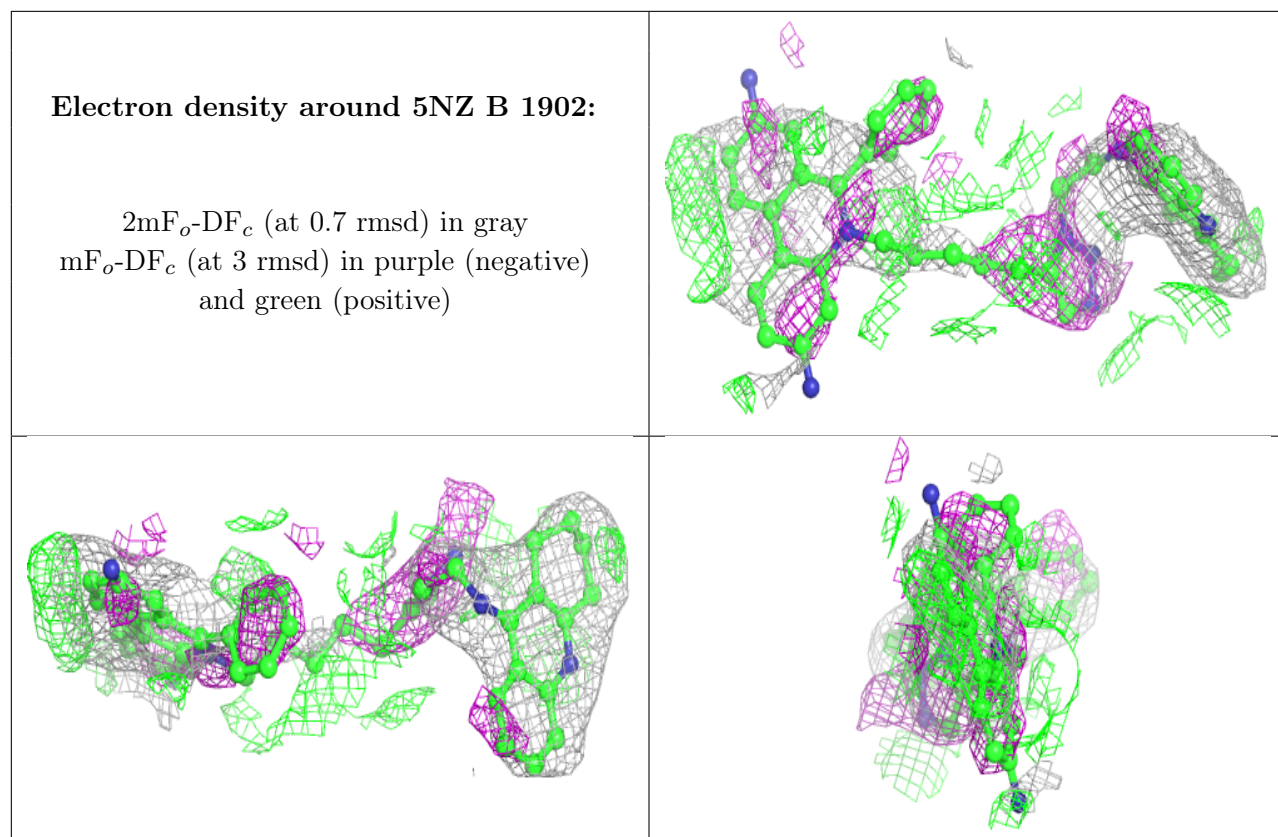 Electron density around 5NZ B 1902:
2mFo-DFc (at 0.7 rmsd) in gray
mFo-DFc (at 3 rmsd) in purple (negative)
and green (positive)